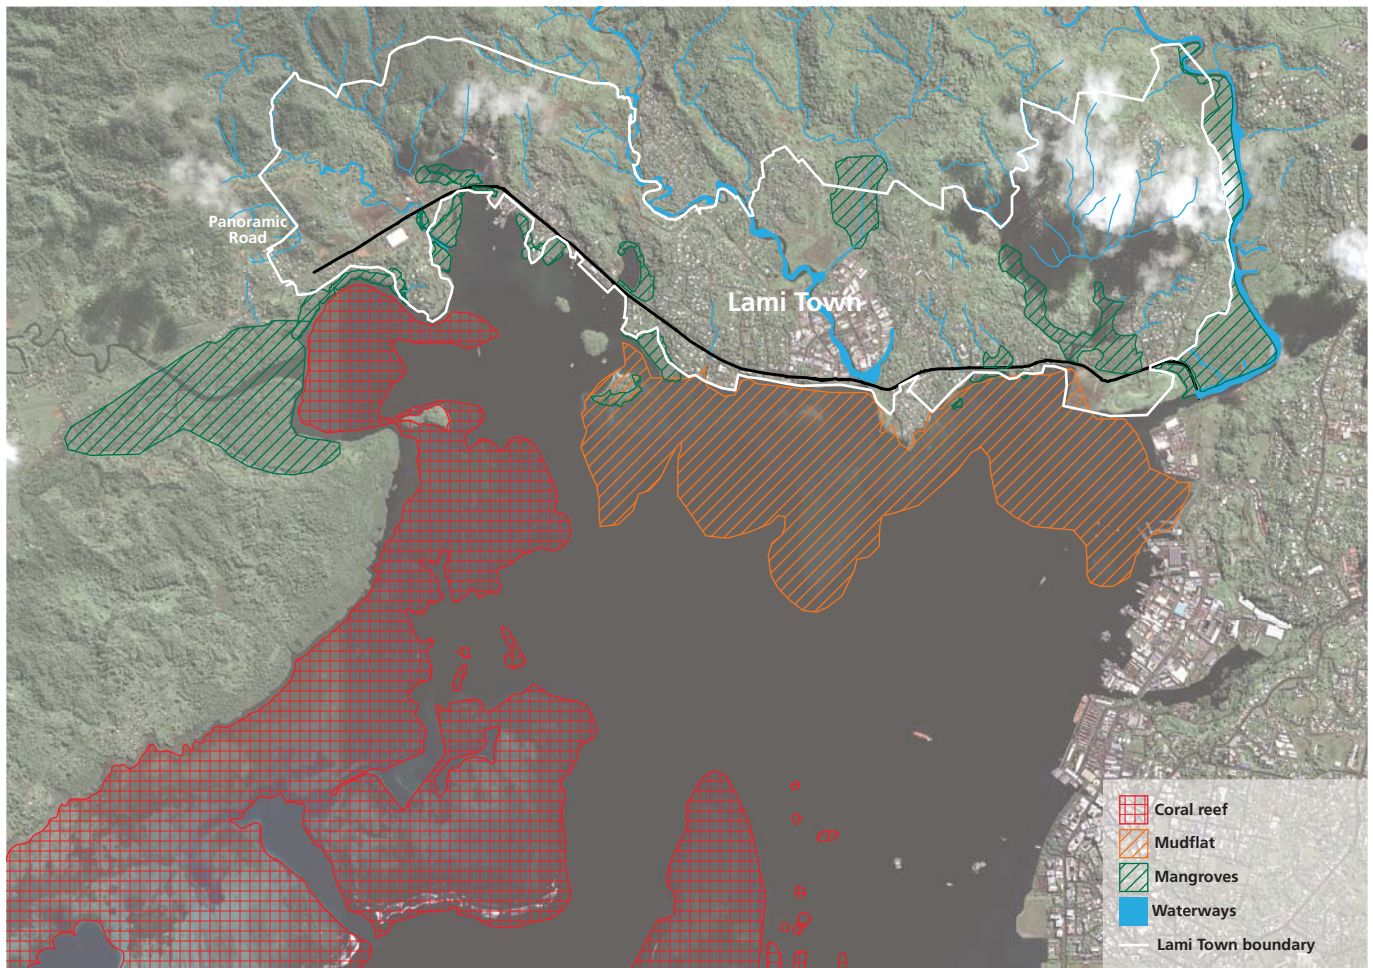 Panoramic
Road
Lami Town
Coral reef
Mudflat
Mangroves
Waterways
Lami Town boundary